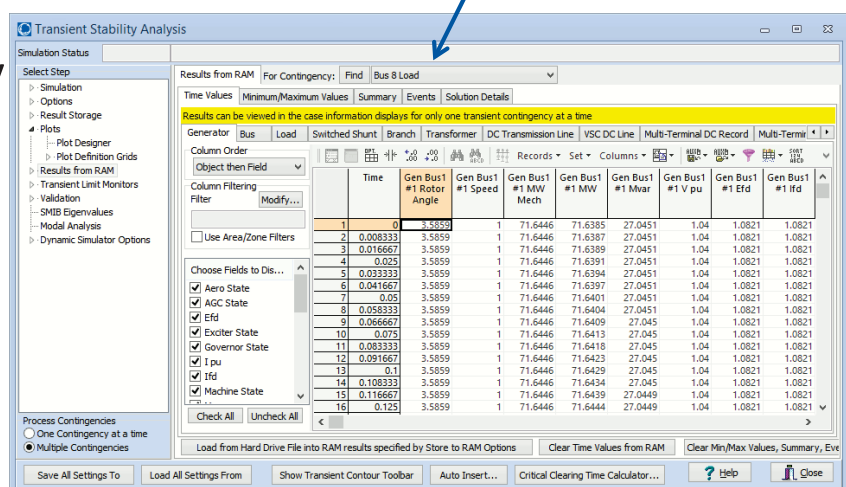 Transient Stability Analysis
Simulation Status
Select Step
Simulation
Options
Result Storage
Plots
Plot Designer
Plot Definition Grids
Results from RAM
Transient Limit Monitors
Validation
SMIB Eigenvalues
Modal Analysis
Dynamic Simulator Options
Process Contingencies
One Contingency at a time
Multiple Contingencies
Results from RAM For Contingency: Find Bus 8 Load
Time Values Minimum/Maximum Values Summary Events Solution Details
Results can be viewed in the case information displays for only one transient contingency at a time
Generator Bus Load Switched Shunt Branch Transformer DC Transmission Line VSC DC Line Multi-Terminal DC Record Multi-Termir
Column Order
Object then Field
Column Filtering
Filter Modify...
Use Area/Zone Filters
Choose Fields to Dis...
Aero State
AGC State
Efd
Exciter State
Governor State
I pu
Ifd
Machine State
Check All Uncheck All
Records Set Columns
Time Gen Bus1 #1 Rotor Angle Gen Bus1 #1 Speed Gen Bus1 #1 MW Mech Gen Bus1 #1 MW Gen Bus1 #1 Mvar Gen Bus1 #1 V pu Gen Bus1 #1 Efd Gen Bus1 #1 Ifd
1 0 3.5859 1 71.6446 71.6385 27.0451 1.04 1.0821 1.0821
2 0.008333 3.5859 1 71.6446 71.6387 27.0451 1.04 1.0821 1.0821
3 0.016667 3.5859 1 71.6446 71.6389 27.0451 1.04 1.0821 1.0821
4 0.025 3.5859 1 71.6446 71.6391 27.0451 1.04 1.0821 1.0821
5 0.033333 3.5859 1 71.6446 71.6394 27.0451 1.04 1.0821 1.0821
6 0.041667 3.5859 1 71.6446 71.6397 27.0451 1.04 1.0821 1.0821
7 0.05 3.5859 1 71.6446 71.6401 27.0451 1.04 1.0821 1.0821
8 0.058333 3.5859 1 71.6446 71.6404 27.0451 1.04 1.0821 1.0821
9 0.066667 3.5859 1 71.6446 71.6409 27.045 1.04 1.0821 1.0821
10 0.075 3.5859 1 71.6446 71.6413 27.045 1.04 1.0821 1.0821
11 0.083333 3.5859 1 71.6446 71.6418 27.045 1.04 1.0821 1.0821
12 0.091667 3.5859 1 71.6446 71.6423 27.045 1.04 1.0821 1.0821
13 0.1 3.5859 1 71.6446 71.6429 27.045 1.04 1.0821 1.0821
14 0.108333 3.5859 1 71.6446 71.6434 27.045 1.04 1.0821 1.0821
15 0.116667 3.5859 1 71.6446 71.6439 27.0449 1.04 1.0821 1.0821
16 0.125 3.5859 1 71.6446 71.6444 27.0449 1.04 1.0821 1.0821
Load from Hard Drive File into RAM results specified by Store to RAM Options Clear Time Values from RAM Clear Min/Max Values, Summary, Eve
Save All Settings To Load All Settings From Show Transient Contour Toolbar Auto Insert... Critical Clearing Time Calculator... Help Close